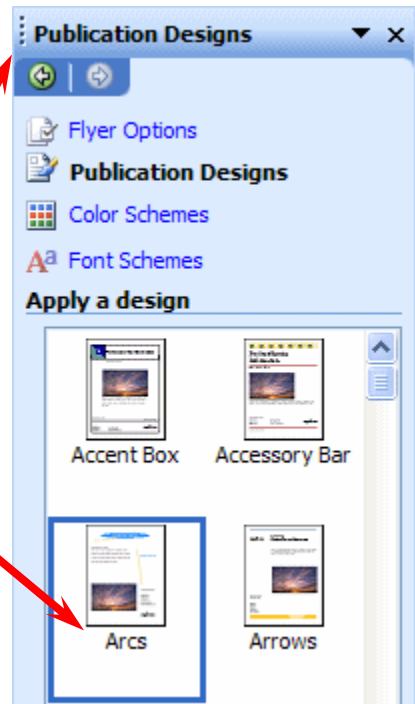 Publication Designs
Flyer Options
Publication Designs
Color Schemes
Font Schemes
Apply a design
Accent Box Accessory Bar
Arcs Arrows